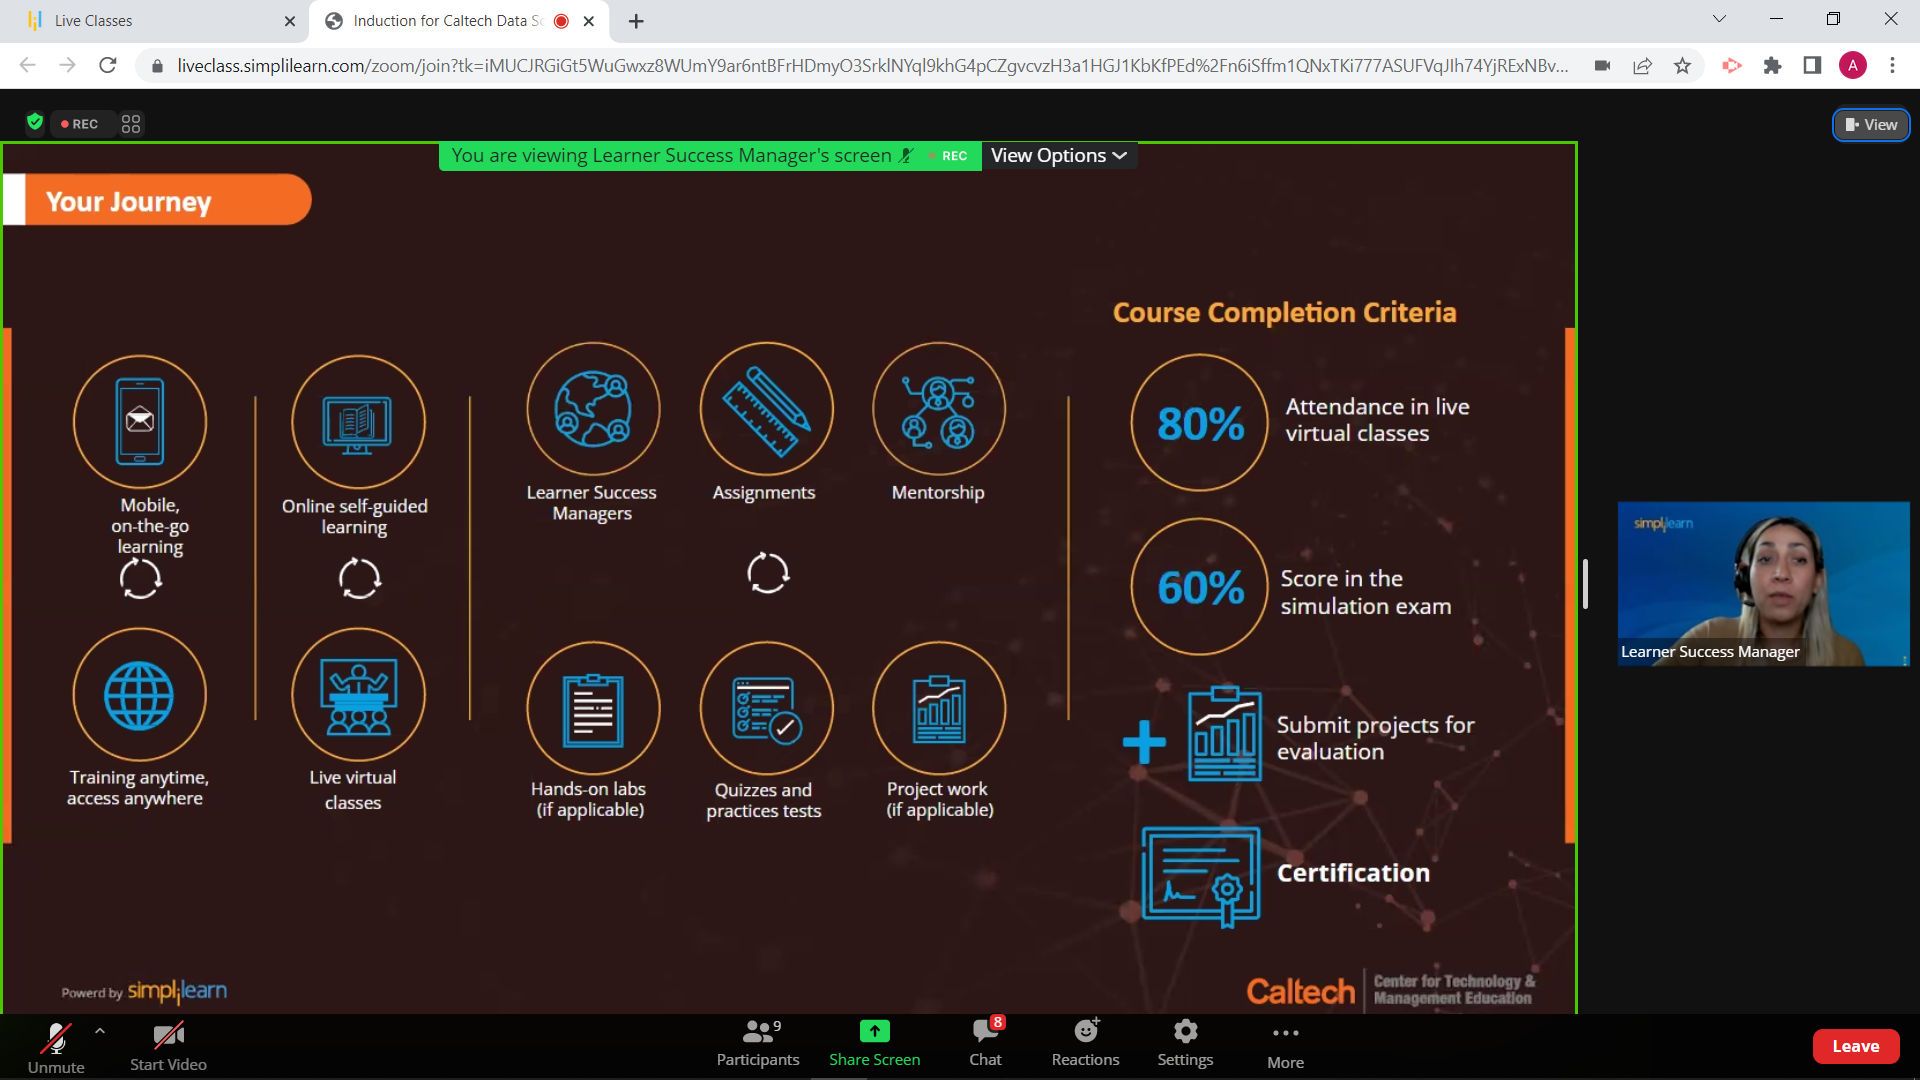 Live Classes
Induction for Caltech Data Sc
liveclass.simplilearn.com/zoom/join?tk=iMUCJRGiGt5WuGwxz8WUmY9ar6ntBFrHDmyO3SrklNYql9khG4pCZgvcvzH3a1HGJ1KbKfPEd%2Fn6iSffm1QNxTKi777ASUFVqJIh74YjRExNBv...
A
REC
View
You are viewing Learner Success Manager's screen
REC
View Options
Your Journey
Mobile,
on-the-go
learning
Online self-guided
learning
Learner Success
Managers
Assignments
Mentorship
Training anytime,
access anywhere
Live virtual
classes
Hands-on labs
(if applicable)
Quizzes and
practices tests
Project work
(if applicable)
Course Completion Criteria
80%
Attendance in live
virtual classes
60%
Score in the
simulation exam
+
Submit projects for
evaluation
Certification
Powerd by simplilearn
Caltech
Center for Technology &
Management Education
simplilearn
Learner Success Manager
Unmute
Start Video
9
Participants
Share Screen
8
Chat
Reactions
Settings
More
Leave